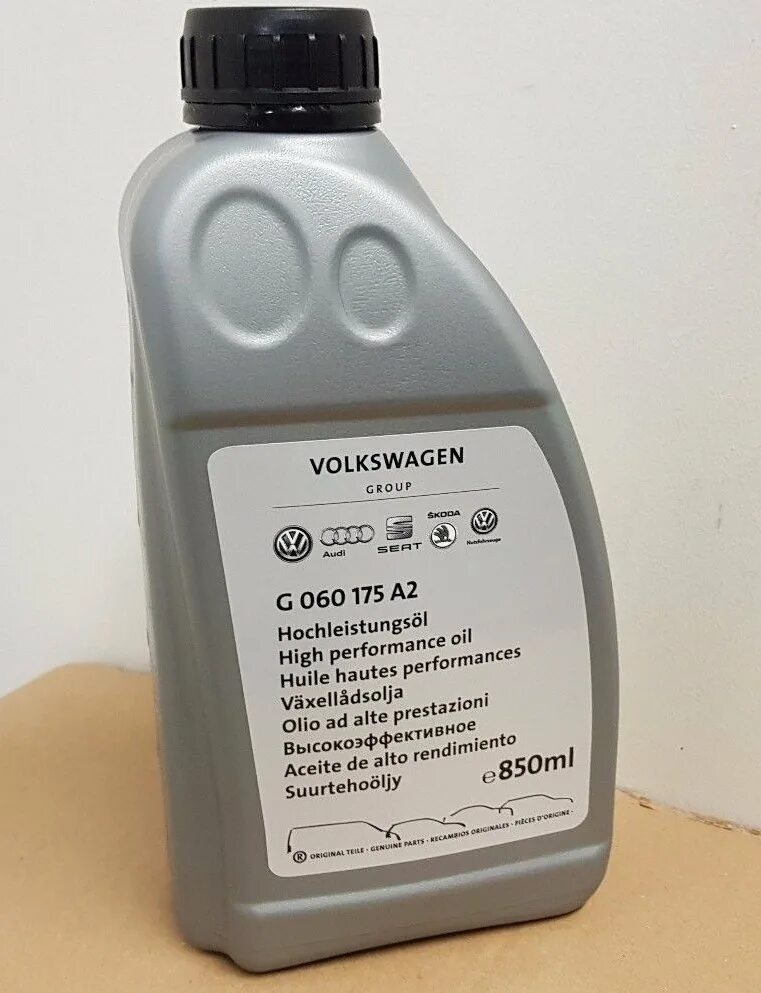 VOLKSWAGEN
GROUP
Audi
SEAT
ŠKODA
Nutzfahrzeuge
G 060 175 A2
Hochleistungsöl
High performance oil
Huile hautes performances
Växellådsolja
Olio ad alte prestazioni
Высокоэффективное
Aceite de alto rendimiento
Suurtehoöljy
℮850ml
® ORIGINAL TEILE · GENUINE PARTS · RECAMBIOS ORIGINALES · PIÈCES D'ORIGINE ·